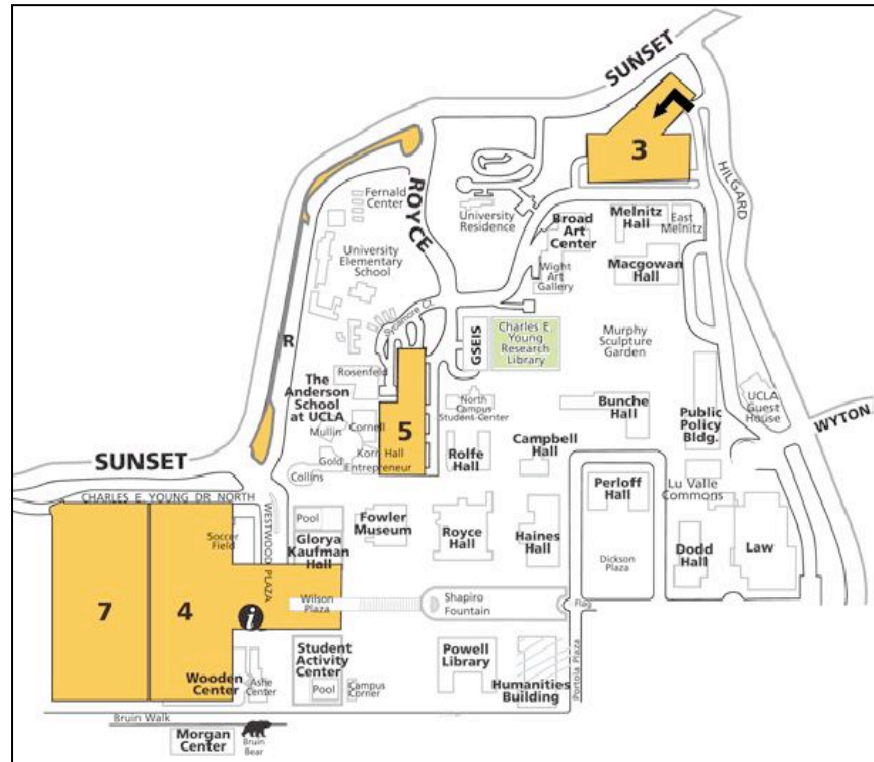 SUNSET
3
HILGARD
ROYCE
Fernald
Center
University
Residence
Broad
Art
Center
Melnitz
Hall
East
Melnitz
University
Elementary
School
Wight
Art
Gallery
Macgowan
Hall
Sycamore Ct.
GSEIS
Charles E.
Young
Research
Library
Murphy
Sculpture
Garden
R
Rosenfeld
The
Anderson
School
at UCLA
Mullin
Cornell
5
North
Campus
Student Center
Bunche
Hall
Public
Policy
Bldg.
UCLA
Guest
House
WYTON
SUNSET
Gold
Korn Hall
Entrepreneur
Collins
Rolfe
Hall
Campbell
Hall
Perloff
Hall
Lu Valle
Commons
CHARLES E. YOUNG DR NORTH
WESTWOOD PLAZA
Soccer
Field
Pool
Glorya
Kaufman
Hall
Fowler
Museum
Royce
Hall
Haines
Hall
Dickson
Plaza
Dodd
Hall
Law
7
4
i
Wilson
Plaza
Shapiro
Fountain
Flag
Portola Plaza
Wooden
Center
Ashe
Center
Student
Activity
Center
Pool
Campus
Corner
Powell
Library
Humanities
Building
Bruin Walk
Morgan
Center
Bruin
Bear